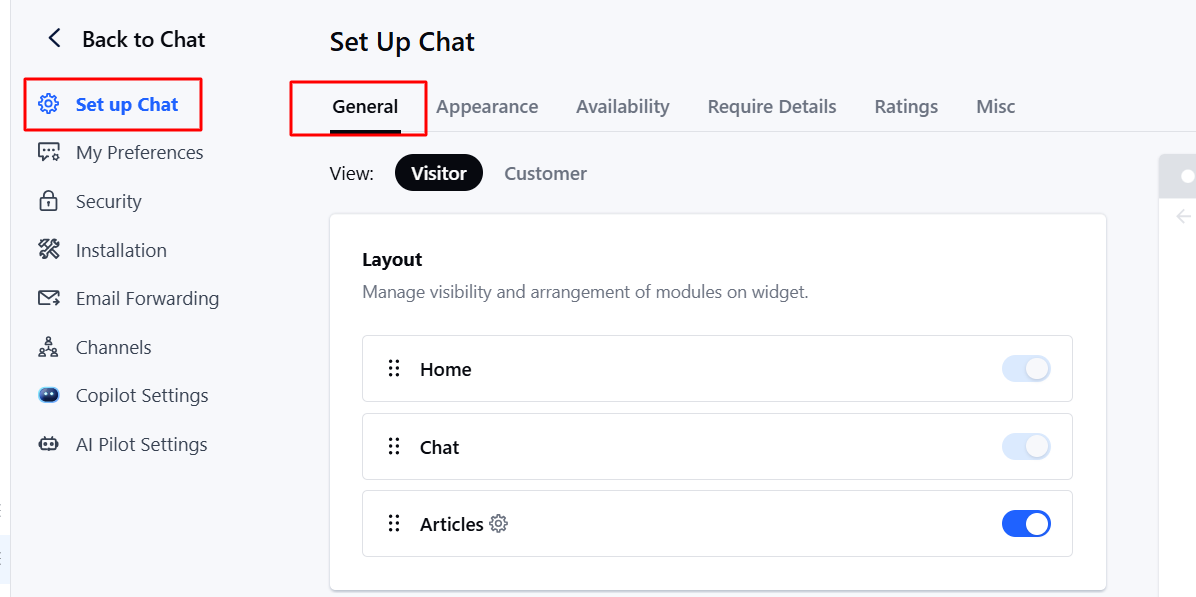 Back to Chat
Set up Chat
My Preferences
Security
Installation
Email Forwarding
Channels
Copilot Settings
AI Pilot Settings
Set Up Chat
General Appearance Availability Require Details Ratings Misc
View: Visitor Customer
Layout
Manage visibility and arrangement of modules on widget.
Home
Chat
Articles